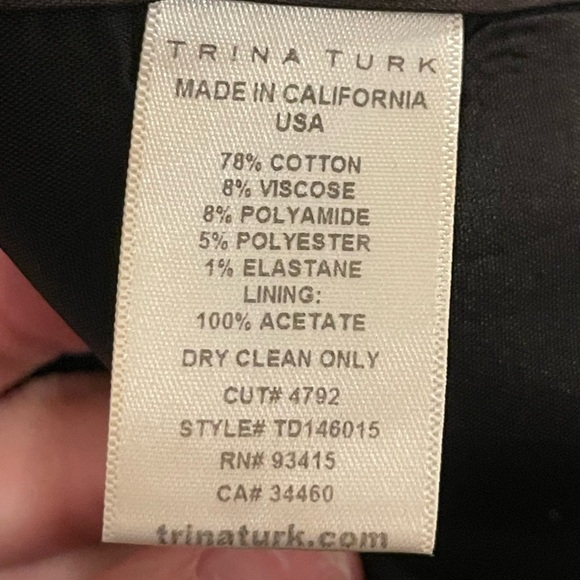 TRINA TURK
MADE IN CALIFORNIA
USA
78% COTTON
8% VISCOSE
8% POLYAMIDE
5% POLYESTER
1% ELASTANE
LINING:
100% ACETATE
DRY CLEAN ONLY
CUT# 4792
STYLE# TD146015
RN# 93415
CA# 34460
trinaturk.com